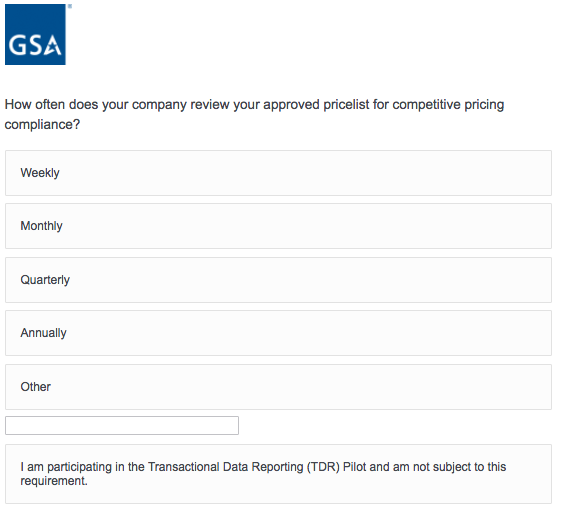 GSA
How often does your company review your approved pricelist for competitive pricing
compliance?
Weekly
Monthly
Quarterly
Annually
Other
I am participating in the Transactional Data Reporting (TDR) Pilot and am not subject to this
requirement.